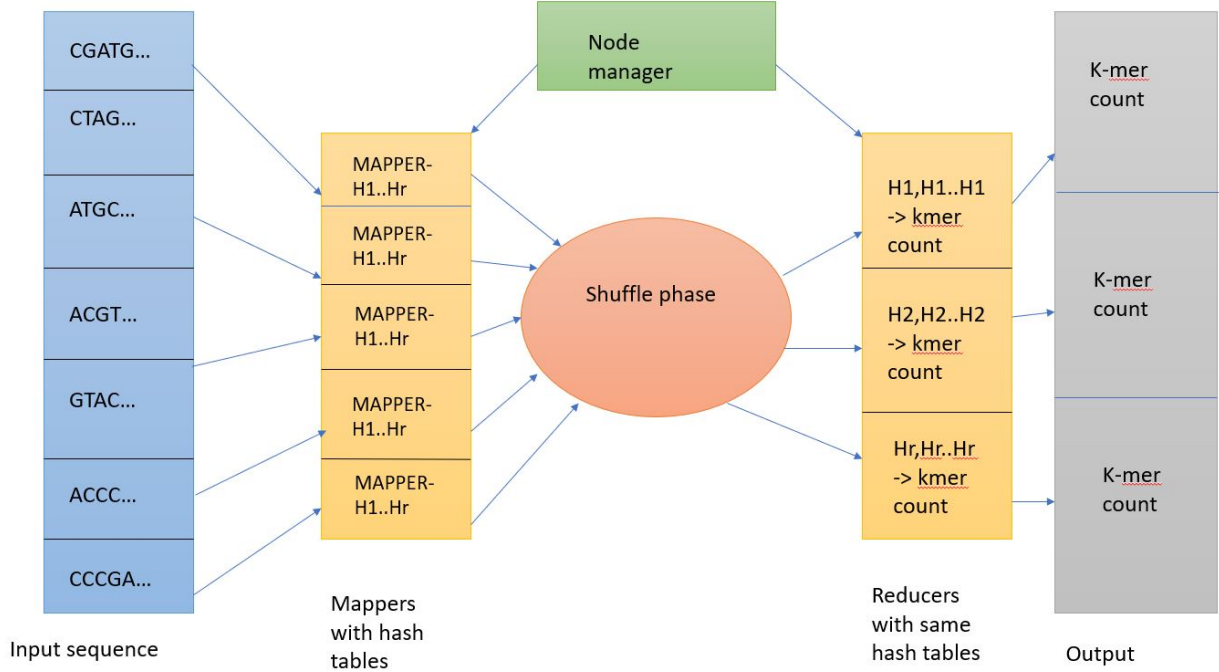 CGATG...
CTAG...
ATGC...
ACGT...
GTAC...
ACCC...
CCCGA...
Input sequence
MAPPER-
H1..Hr
MAPPER-
H1..Hr
MAPPER-
H1..Hr
MAPPER-
H1..Hr
MAPPER-
H1..Hr
Mappers
with hash
tables
Node
manager
Shuffle phase
H1,H1..H1
-> kmer
count
H2,H2..H2
-> kmer
count
Hr,Hr..Hr
-> kmer
count
Reducers
with same
hash tables
K-mer
count
K-mer
count
K-mer
count
Output